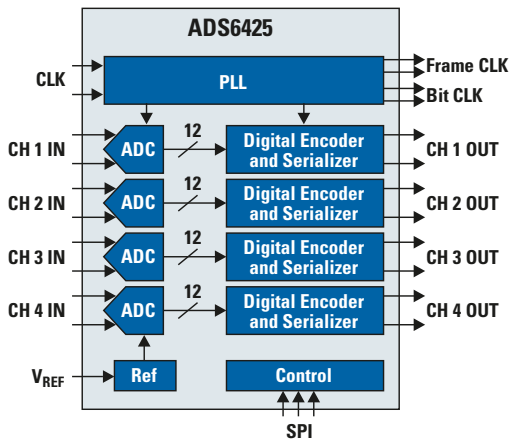 ADS6425
CLK
PLL
Frame CLK
Bit CLK
CH 1 IN
ADC
12
Digital Encoder
and Serializer
CH 1 OUT
CH 2 IN
ADC
12
Digital Encoder
and Serializer
CH 2 OUT
CH 3 IN
ADC
12
Digital Encoder
and Serializer
CH 3 OUT
CH 4 IN
ADC
12
Digital Encoder
and Serializer
CH 4 OUT
VREF
Ref
Control
SPI